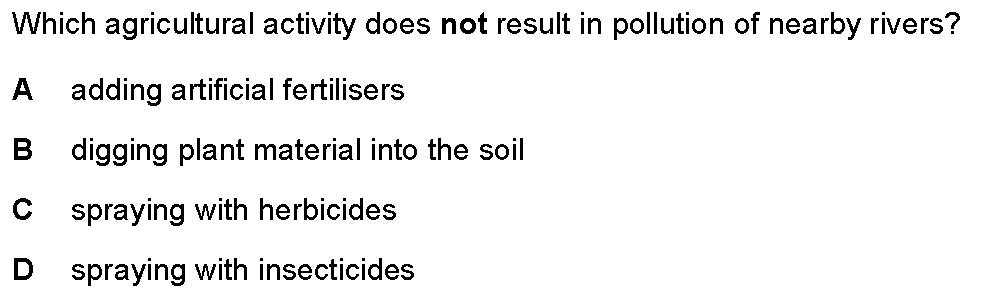 Which agricultural activity does not result in pollution of nearby rivers?
A adding artificial fertilisers
B digging plant material into the soil
C spraying with herbicides
D spraying with insecticides